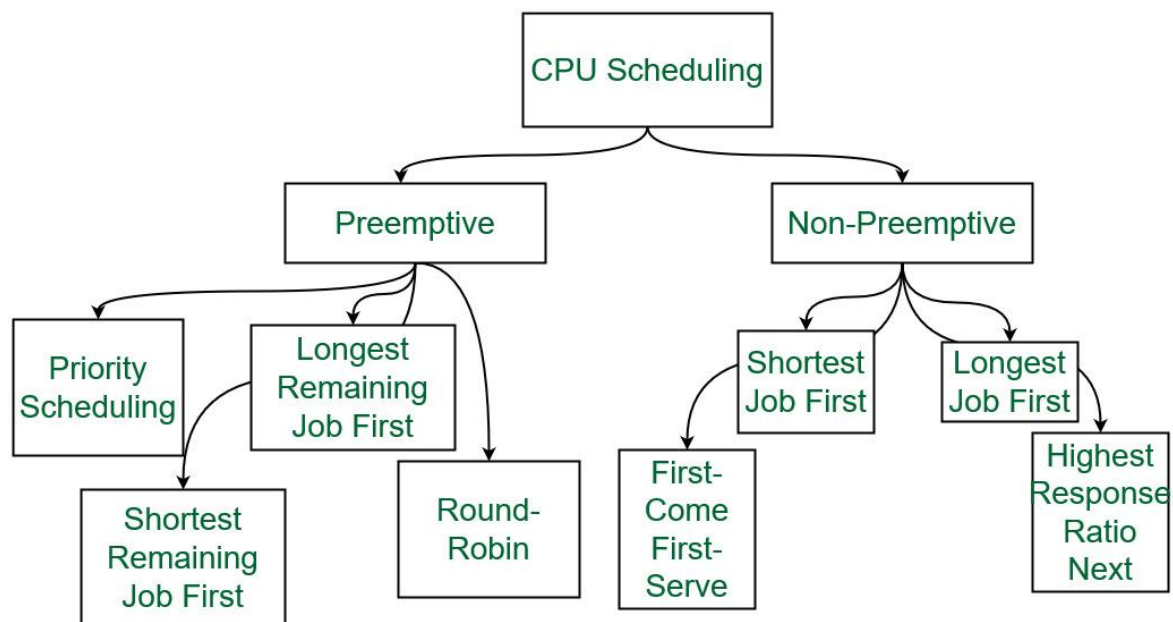 CPU Scheduling
Preemptive
Non-Preemptive
Priority
Scheduling
Longest
Remaining
Job First
Shortest
Job First
Longest
Job First
Shortest
Remaining
Job First
Round-
Robin
First-
Come
First-
Serve
Highest
Response
Ratio
Next